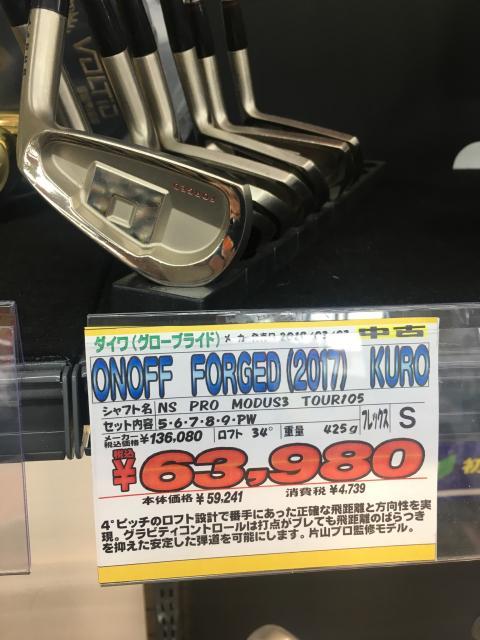 VOLTIO
FORGED
ダイワ(グローブライド)
中古
ONOFF FORGED(2017) KURO
シャフト名 NS PRO MODUS3 TOUR105
セット内容 5・6・7・8・9・PW
フレックス S
メーカー税込価格 ¥136,080 ロフト 34° 重量 425g
税込 ¥63,980
本体価格 ¥59,241 消費税 ¥4,739
4°ピッチのロフト設計で番手にあった正確な飛距離と方向性を実
現。グラビティコントロールは打点がブレても飛距離のばらつき
を抑えた安定した弾道を可能にします。片山プロ監修モデル。
初